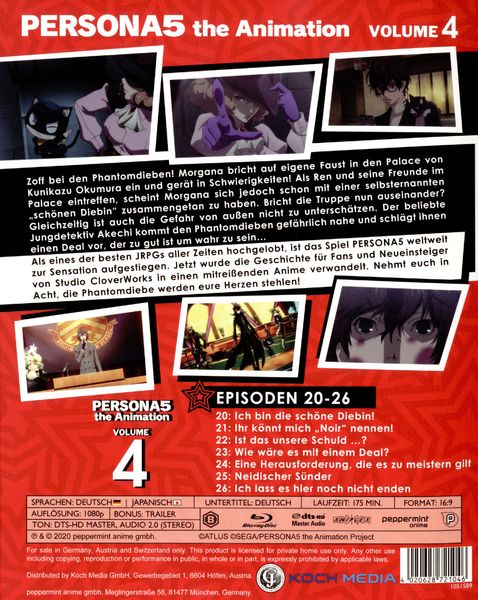 PERSONA5 the Animation VOLUME 4
Zoff bei den Phantomdieben! Morgana bricht auf eigene Faust in den Palace von
Kunikazu Okumura ein und gerät in Schwierigkeiten! Als Ren und seine Freunde im
Palace eintreffen, scheint Morgana sich jedoch schon mit einer selbsternannten
„schönen Diebin“ zusammengetan zu haben. Bricht die Truppe nun auseinander?
Gleichzeitig ist auch die Gefahr von außen nicht zu unterschätzen. Der beliebte
Jungdetektiv Akechi kommt den Phantomdieben gefährlich nahe und schlägt ihnen
einen Deal vor, der zu gut ist um wahr zu sein...
Als eines der besten JRPGs aller Zeiten hochgelobt, ist das Spiel PERSONA5 weltweit
zur Sensation aufgestiegen. Jetzt wurde die Geschichte für Fans und Neueinsteiger
von Studio CloverWorks in einen mitreißenden Anime verwandelt. Nehmt euch in
Acht, die Phantomdiebe werden eure Herzen stehlen!
PERSONA5
the Animation
VOLUME
4
EPISODEN 20-26
20: Ich bin die schöne Diebin!
21: Ihr könnt mich „Noir“ nennen!
22: Ist das unsere Schuld ...?
23: Wie wäre es mit einem Deal?
24: Eine Herausforderung, die es zu meistern gilt
25: Neidischer Sünder
26: Ich lass es hier noch nicht enden
SPRACHEN: DEUTSCH | JAPANISCH UNTERTITEL: DEUTSCH LAUFZEIT: 175 MIN. FORMAT: 16:9
AUFLÖSUNG: 1080p BONUS: TRAILER
TON: DTS-HD MASTER, AUDIO 2.0 (STEREO)
B Blu-ray Disc dts-HD Master Audio ANIPLEX peppermint anime
℗ & © 2020 peppermint anime gmbh. ©ATLUS ©SEGA/PERSONA5 the Animation Project
For sale in Germany, Austria and Switzerland only. This product is licensed for private home use only. Any other use
including copying, reproduction or performance in public, in whole or in part, is expressly prohibited by applicable laws.
Distributed by Koch Media GmbH, Gewerbegebiet 1, 6604 Höfen, Austria.
KOCH MEDIA
peppermint anime gmbh, Meglingerstraße 56, 81477 München, Germany.
4 020628 721046
1051589